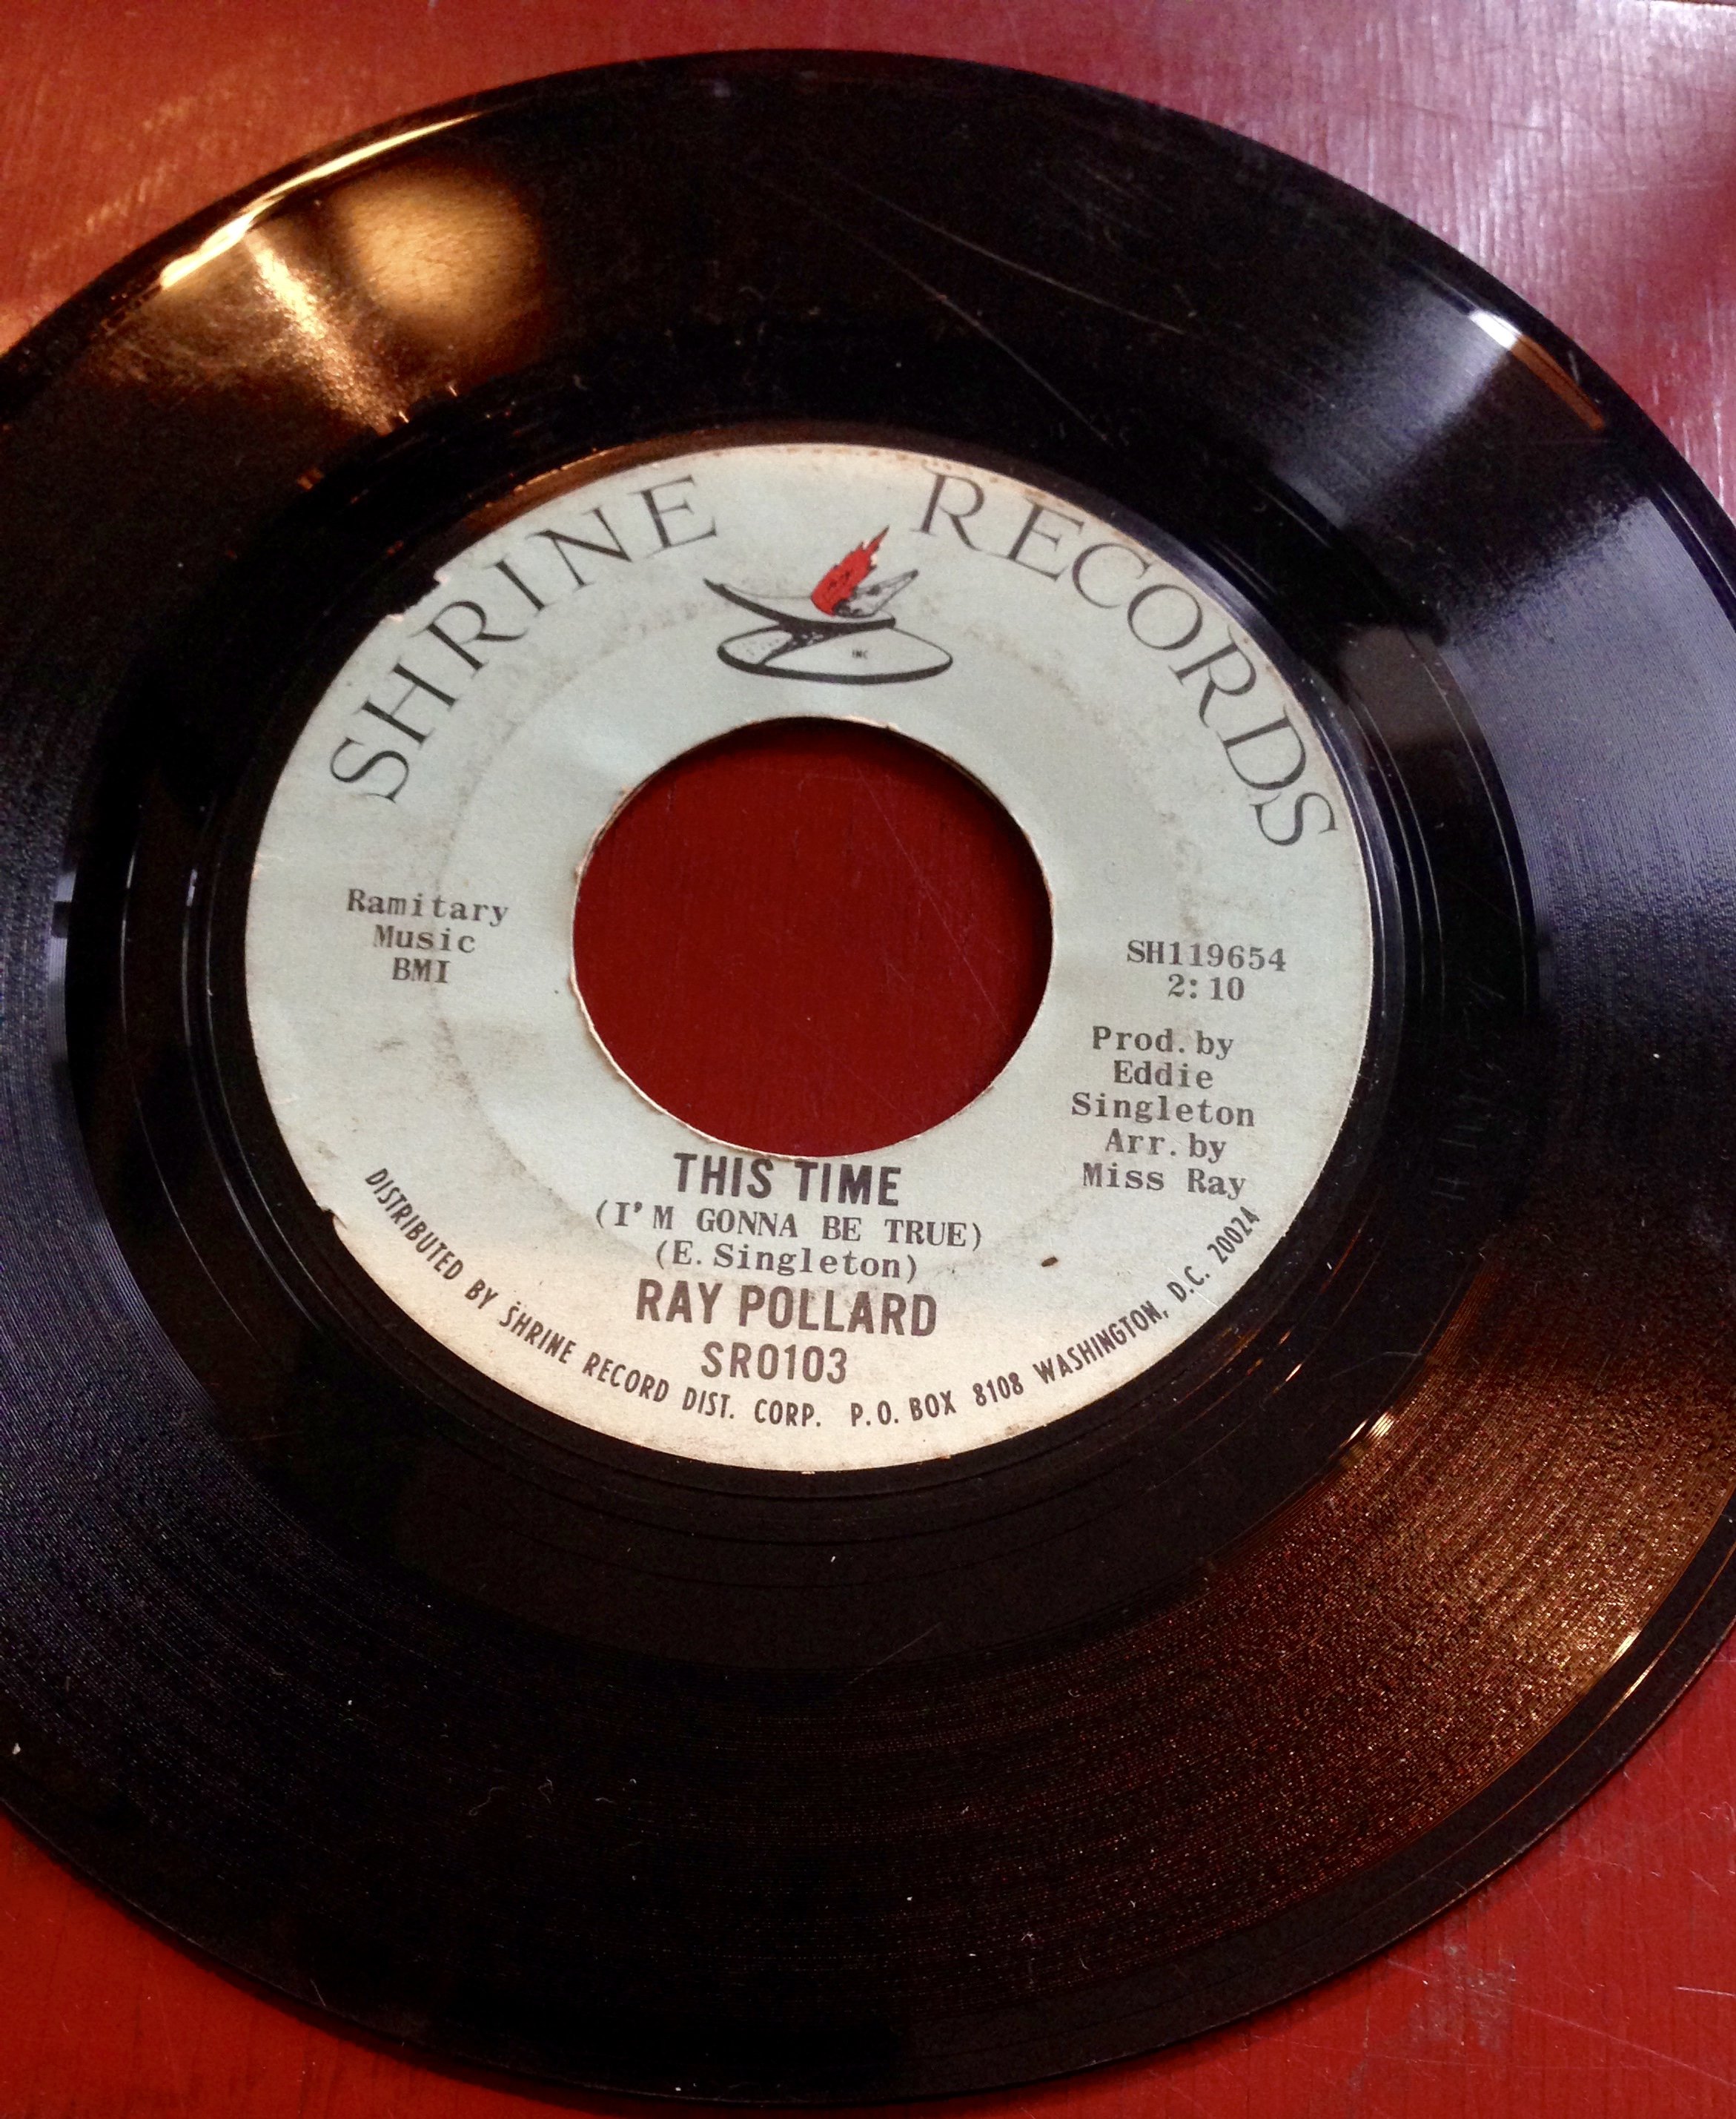 SHRINE RECORDS
INC
Ramitary
Music
BMI
SH119654
2:10
Prod. by
Eddie
Singleton
Arr. by
Miss Ray
THIS TIME
(I'M GONNA BE TRUE)
(E. Singleton)
RAY POLLARD
SR0103
DISTRIBUTED BY SHRINE RECORD DIST. CORP. P.O. BOX 8108 WASHINGTON, D.C. 20024